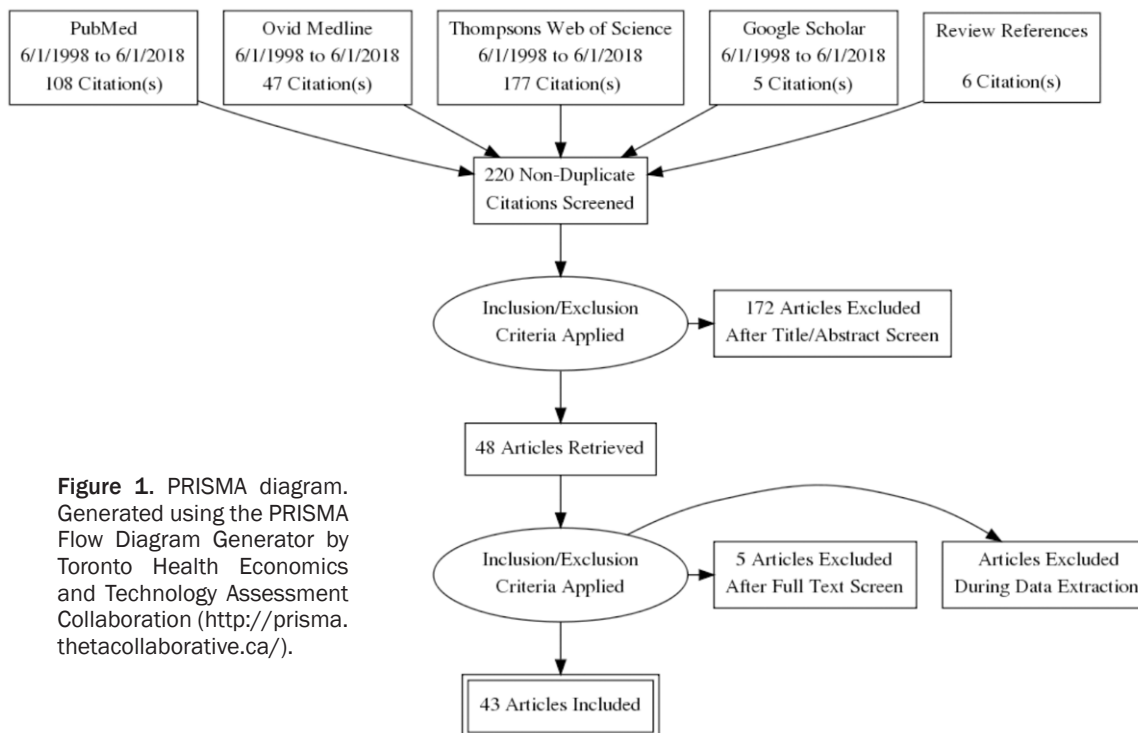 PubMed
6/1/1998 to 6/1/2018
108 Citation(s)
Ovid Medline
6/1/1998 to 6/1/2018
47 Citation(s)
Thompsons Web of Science
6/1/1998 to 6/1/2018
177 Citation(s)
Google Scholar
6/1/1998 to 6/1/2018
5 Citation(s)
Review References
6 Citation(s)
220 Non-Duplicate
Citations Screened
Inclusion/Exclusion
Criteria Applied
172 Articles Excluded
After Title/Abstract Screen
48 Articles Retrieved
Inclusion/Exclusion
Criteria Applied
5 Articles Excluded
After Full Text Screen
Articles Excluded
During Data Extraction
43 Articles Included
Figure 1. PRISMA diagram.
Generated using the PRISMA
Flow Diagram Generator by
Toronto Health Economics
and Technology Assessment
Collaboration (http://prisma.
thetacollaborative.ca/).